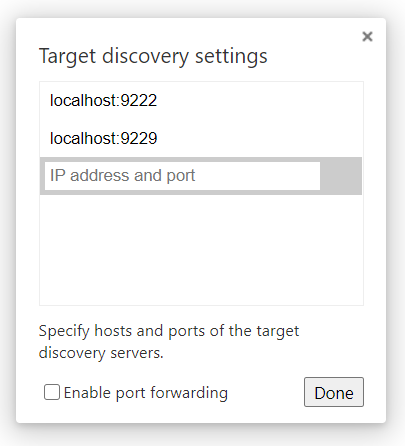 Target discovery settings
localhost:9222
localhost:9229
IP address and port
Specify hosts and ports of the target
discovery servers.
Enable port forwarding
Done